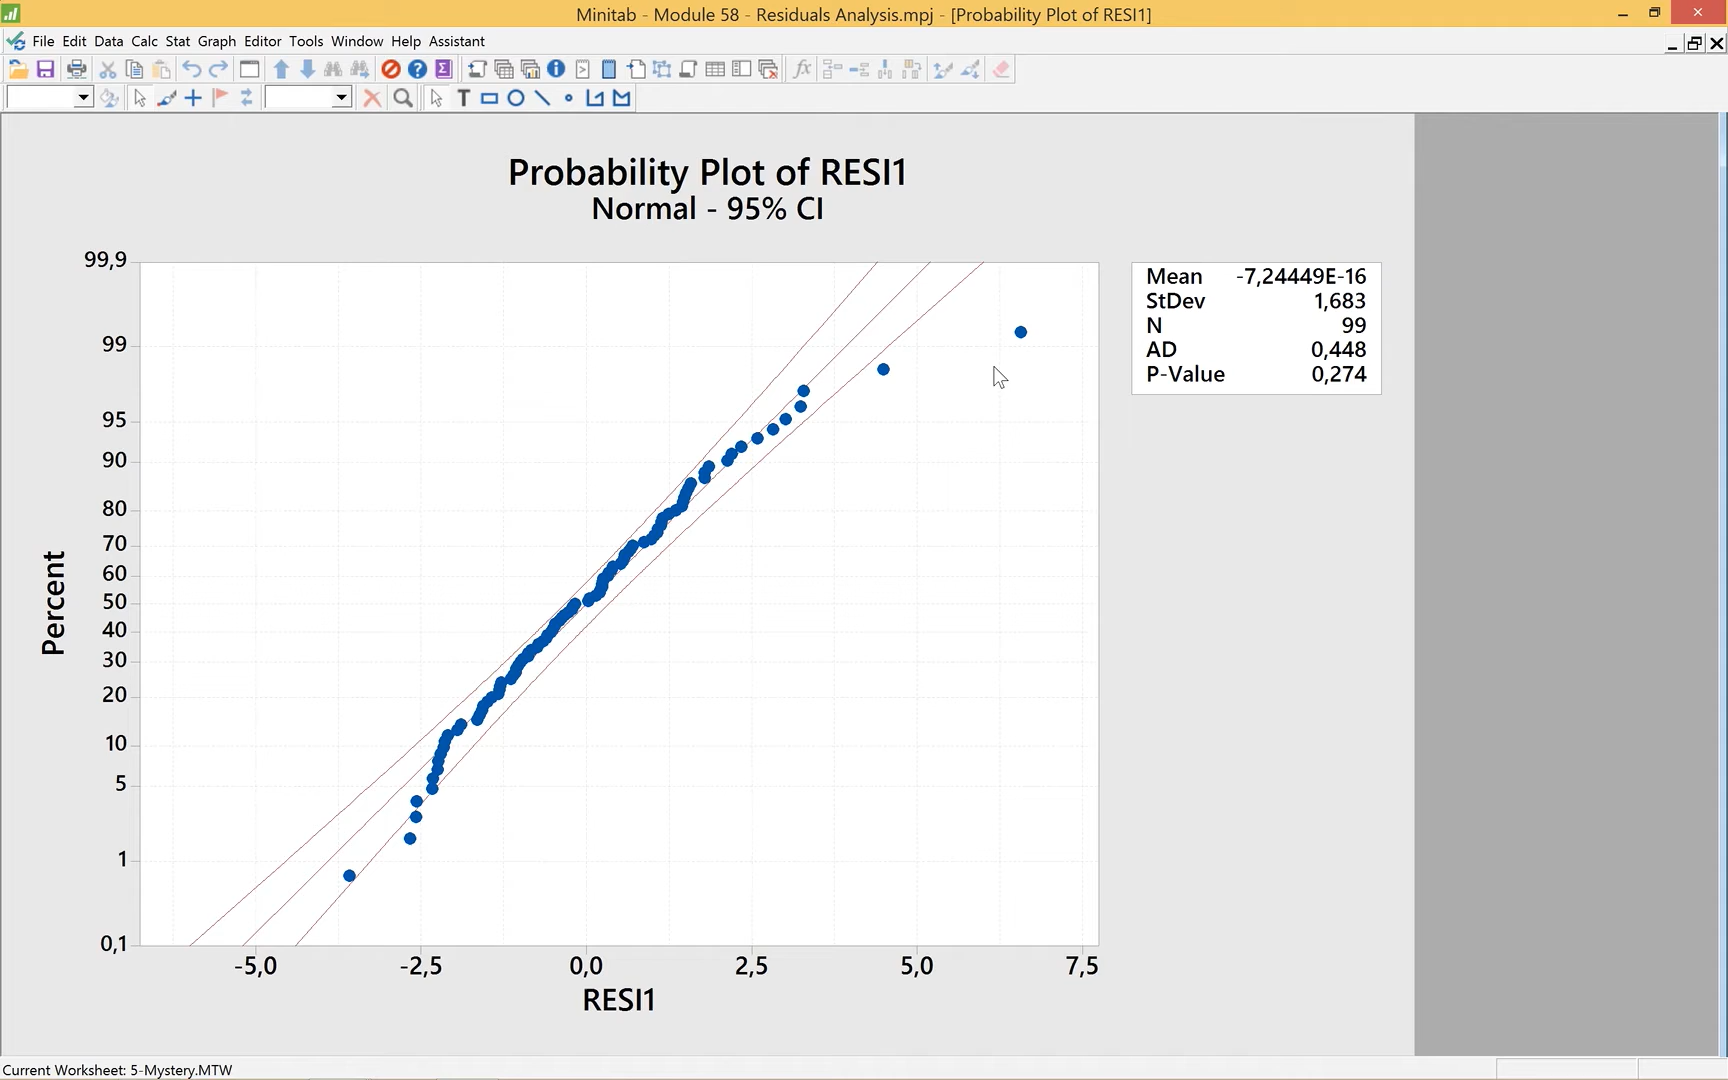 Minitab - Module 58 - Residuals Analysis.mpj - [Probability Plot of RESI1]
File Edit Data Calc Stat Graph Editor Tools Window Help Assistant
Probability Plot of RESI1
Normal - 95% CI
99,9
99
95
90
80
70
60
50
40
30
20
10
5
1
0,1
Percent
-5,0 -2,5 0,0 2,5 5,0 7,5
RESI1
Mean -7,24449E-16
StDev 1,683
N 99
AD 0,448
P-Value 0,274
Current Worksheet: 5-Mystery.MTW